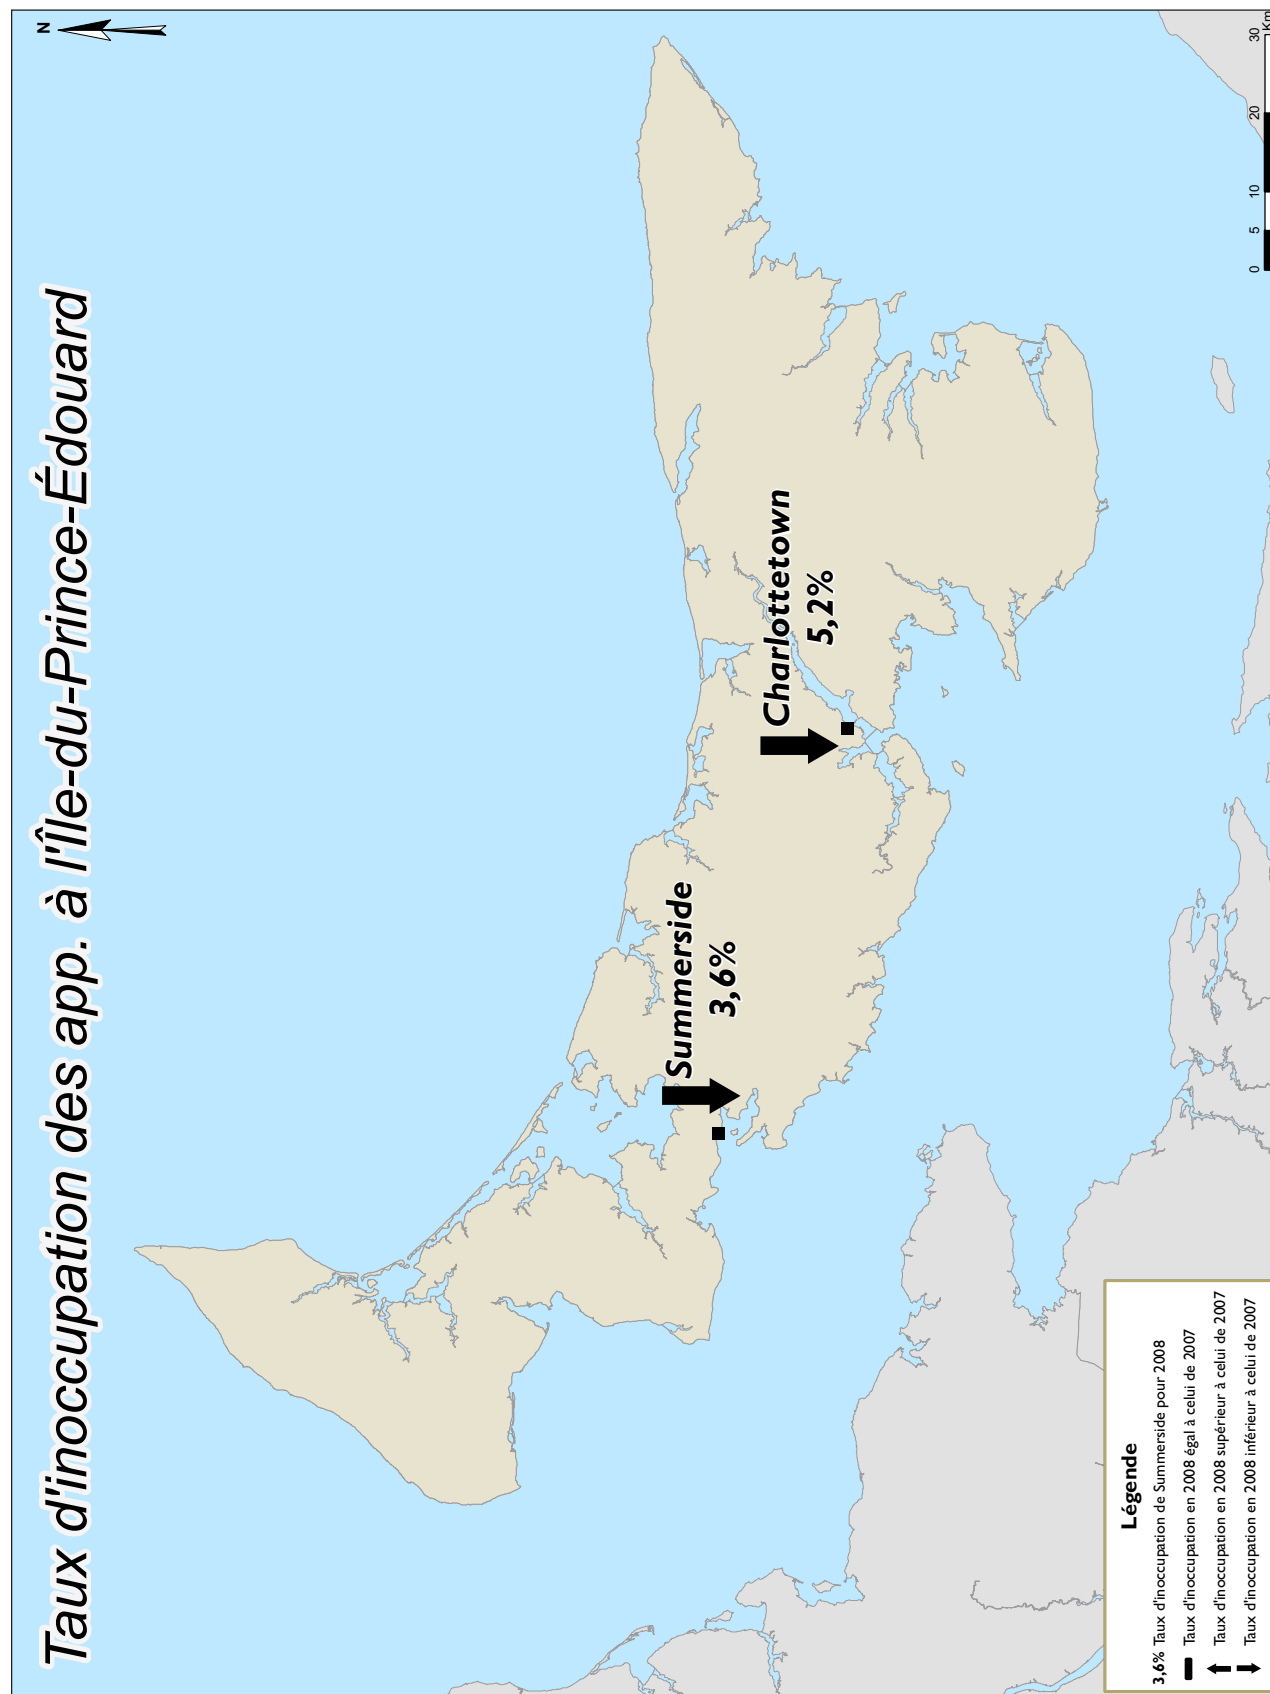 Taux d'inoccupation des app. à l'Île-du-Prince-Édouard
N
Summerside
3,6%
Charlottetown
5,2%
Légende
3,6% Taux d'inoccupation de Summerside pour 2008
Taux d'inoccupation en 2008 égal à celui de 2007
Taux d'inoccupation en 2008 supérieur à celui de 2007
Taux d'inoccupation en 2008 inférieur à celui de 2007
0 5 10 20 30
Km